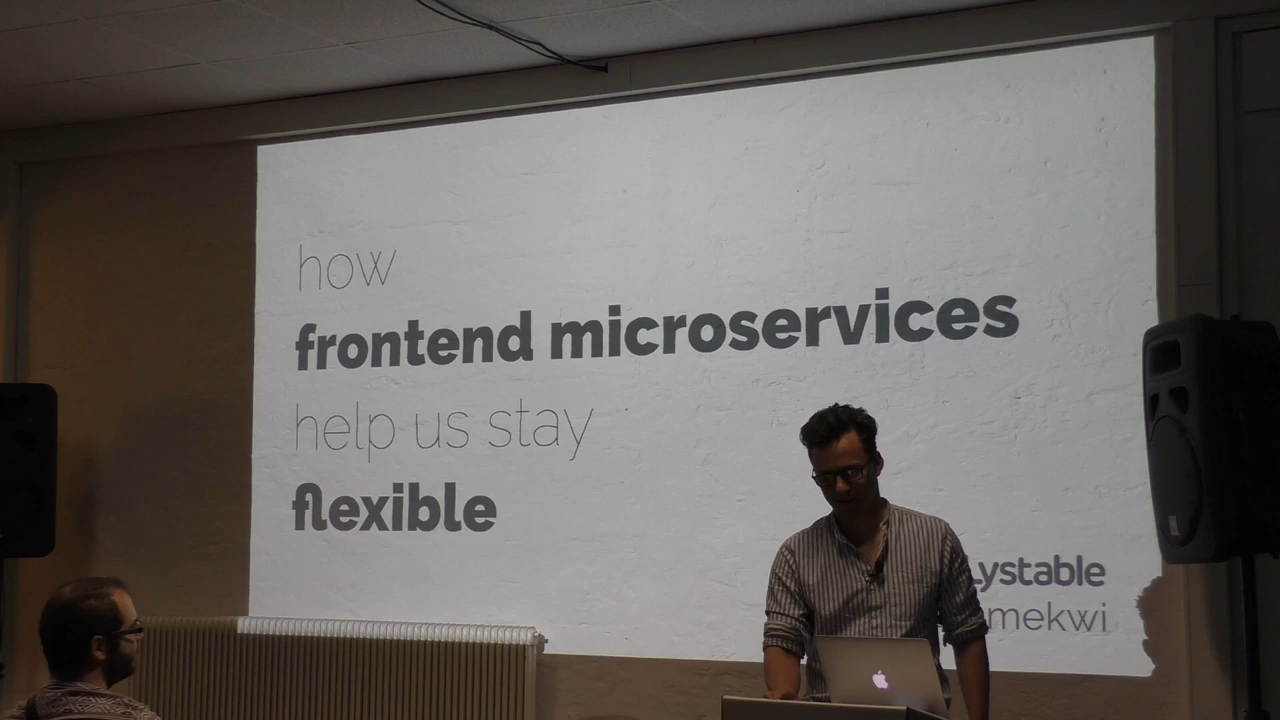 how
frontend microservices
help us stay
flexible
Lystable
mekwi